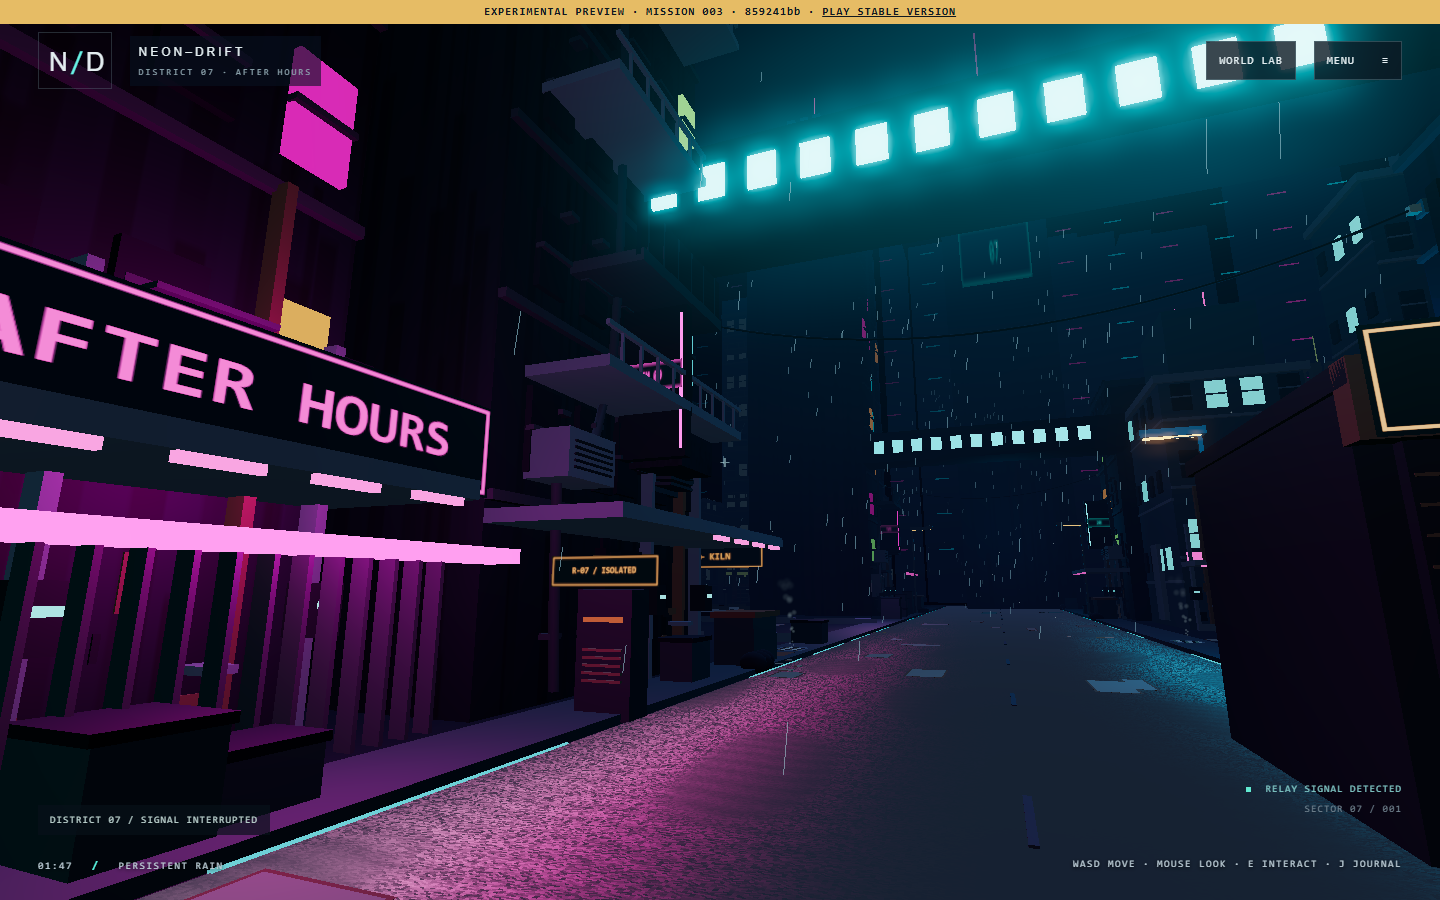 EXPERIMENTAL PREVIEW · MISSION 003 · 859241bb · PLAY STABLE VERSION
N/D
NEON—DRIFT
DISTRICT 07 · AFTER HOURS
WORLD LAB
MENU ≡
AFTER HOURS
R-07 / ISOLATED
KILN
RELAY SIGNAL DETECTED
SECTOR 07 / 001
DISTRICT 07 / SIGNAL INTERRUPTED
01:47 / PERSISTENT RAIN
WASD MOVE · MOUSE LOOK · E INTERACT · J JOURNAL